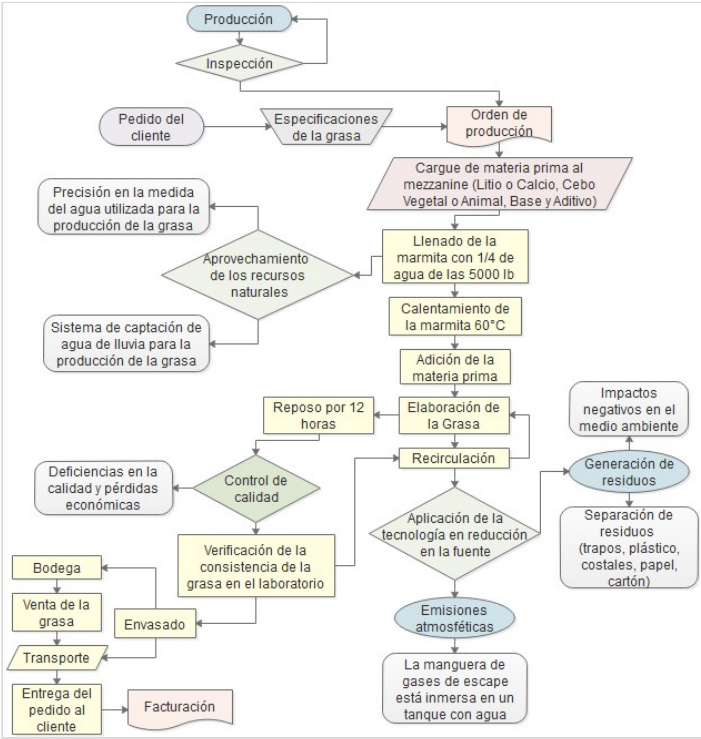 Producción
Inspección
Pedido del
cliente
Especificaciones
de la grasa
Orden de
producción
Cargue de materia prima al
mezzanine (Litio o Calcio, Cebo
Vegetal o Animal, Base y Aditivo)
Precisión en la medida
del agua utilizada para la
producción de la grasa
Aprovechamiento
de los recursos
naturales
Llenado de la
marmita con 1/4 de
agua de las 5000 lb
Sistema de captación de
agua de lluvia para la
producción de la grasa
Calentamiento de
la marmita 60°C
Adición de la
materia prima
Reposo por 12
horas
Elaboración de
la Grasa
Impactos
negativos en el
medio ambiente
Recirculación
Generación de
residuos
Deficiencias en la
calidad y pérdidas
económicas
Control de
calidad
Aplicación de la
tecnología en reducción
en la fuente
Separación de
residuos
(trapos, plástico,
costales, papel,
cartón)
Verificación de la
consistencia de la
grasa en el laboratorio
Bodega
Venta de la
grasa
Envasado
Emisiones
atmosféticas
Transporte
La manguera de
gases de escape
está inmersa en un
tanque con agua
Entrega del
pedido al
cliente
Facturación